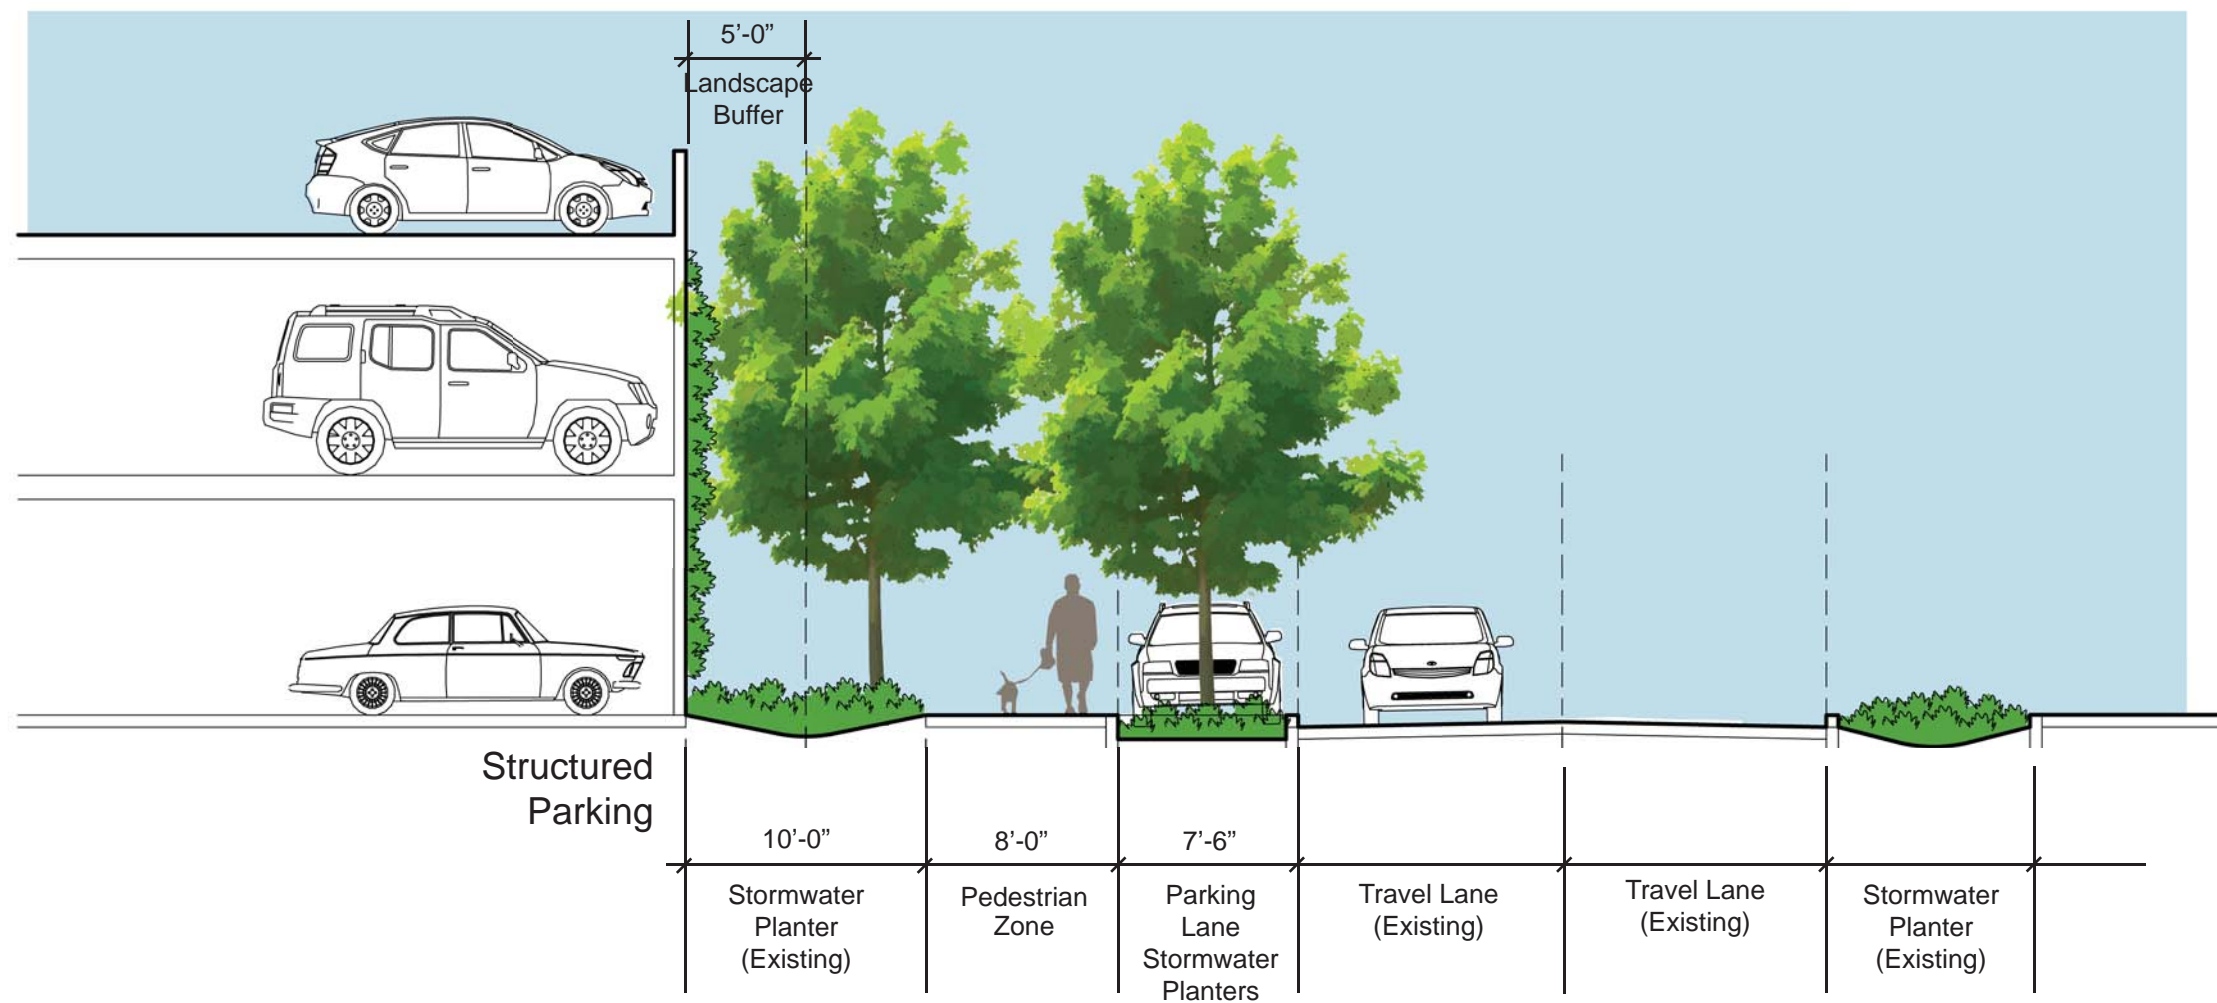 5’-0”
Landscape
Buffer
Structured
Parking
10’-0”
8’-0”
7’-6”
Stormwater
Planter
(Existing)
Pedestrian
Zone
Parking
Lane
Stormwater
Planters
Travel Lane
(Existing)
Travel Lane
(Existing)
Stormwater
Planter
(Existing)